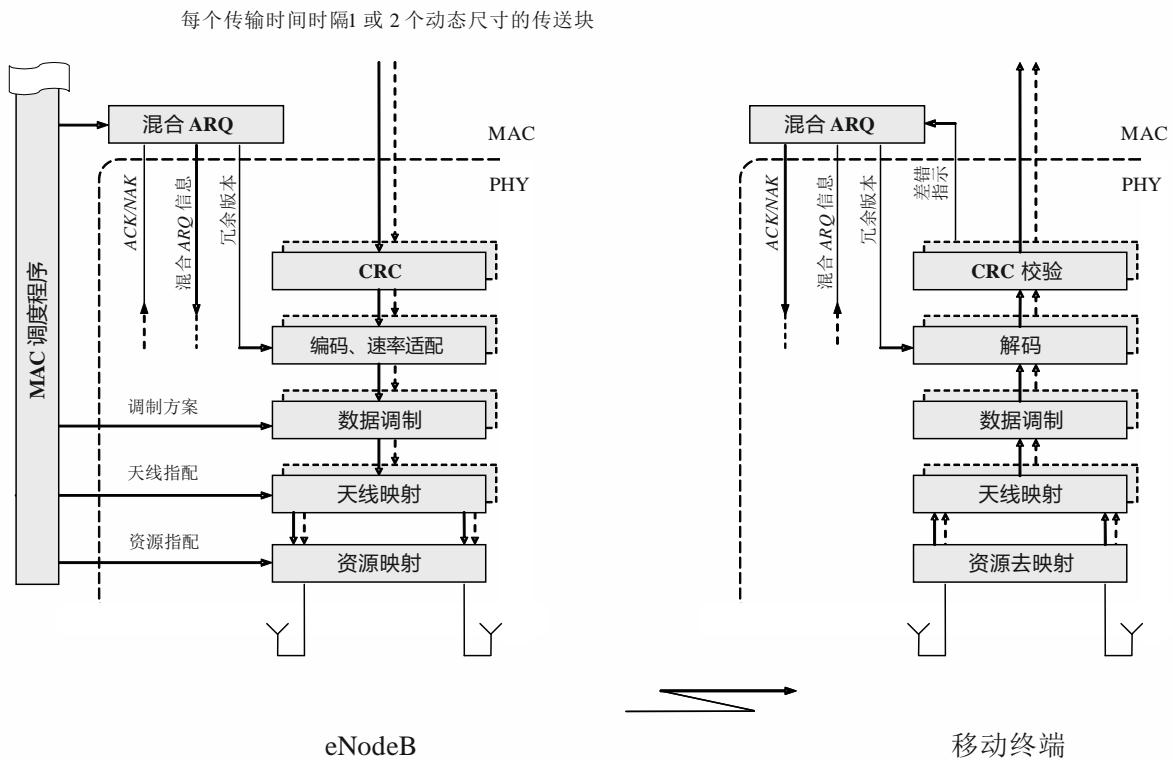 每个传输时间时隔1 或 2 个动态尺寸的传送块
混合 ARQ
MAC
PHY
ACK/NAK
混合 ARQ 信息
冗余版本
MAC 调度程序
CRC
编码、速率适配
调制方案
数据调制
天线指配
天线映射
资源指配
资源映射
eNodeB
混合 ARQ
MAC
PHY
ACK/NAK
混合 ARQ 信息
冗余版本
差错
指示
CRC 校验
解码
数据调制
天线映射
资源去映射
移动终端